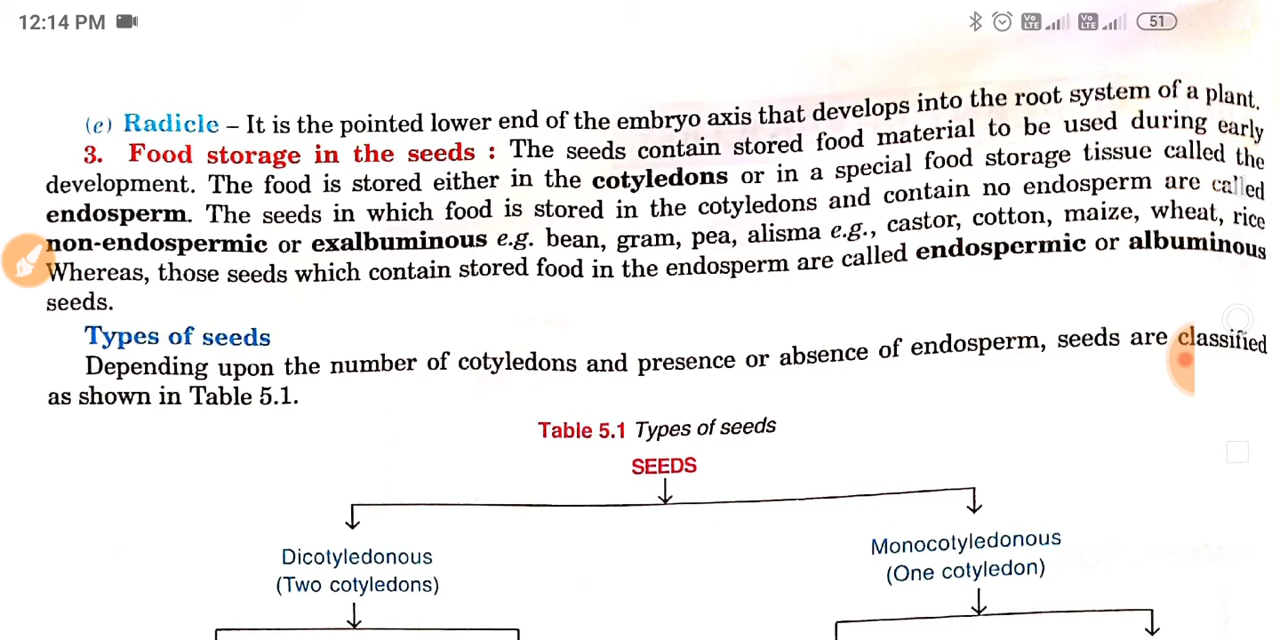 12:14 PM
Vo LTE Vo LTE 51
(e) Radicle – It is the pointed lower end of the embryo axis that develops into the root system of a plant.
3. Food storage in the seeds : The seeds contain stored food material to be used during early
development. The food is stored either in the cotyledons or in a special food storage tissue called the
endosperm. The seeds in which food is stored in the cotyledons and contain no endosperm are called
non-endospermic or exalbuminous e.g. bean, gram, pea, alisma e.g., castor, cotton, maize, wheat, rice
Whereas, those seeds which contain stored food in the endosperm are called endospermic or albuminous
seeds.
Types of seeds
Depending upon the number of cotyledons and presence or absence of endosperm, seeds are classified
as shown in Table 5.1.
Table 5.1 Types of seeds
SEEDS
Dicotyledonous
(Two cotyledons)
Monocotyledonous
(One cotyledon)